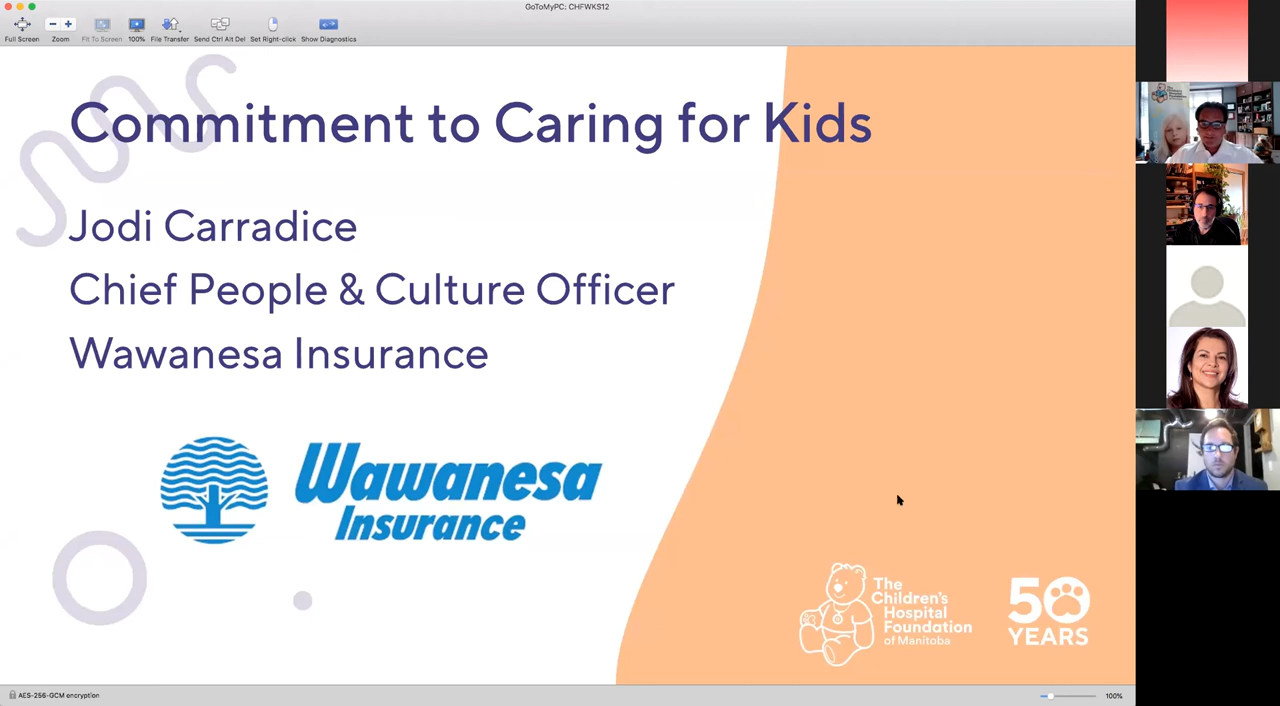 GoToMyPC: CHFWKS12
Full Screen
Zoom
Fit To Screen
100%
File Transfer
Send Ctrl Alt Del
Set Right-click
Show Diagnostics
Commitment to Caring for Kids
Jodi Carradice
Chief People & Culture Officer
Wawanesa Insurance
Wawanesa
Insurance
The
Children's
Hospital
Foundation
of Manitoba
50
YEARS
AES-256-GCM encryption
100%